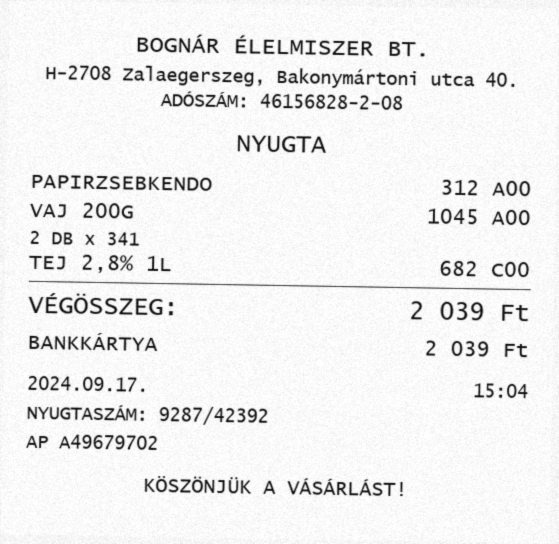 BOGNÁR ÉLELMISZER BT.
H-2708 Zalaegerszeg, Bakonymártoni utca 40.
ADÓSZÁM: 46156828-2-08
NYUGTA
PAPIRZSEBKENDO 312 A00
VAJ 200G 1045 A00
2 DB x 341
TEJ 2,8% 1L 682 C00
VÉGÖSSZEG: 2 039 Ft
BANKKÁRTYA 2 039 Ft
2024.09.17. 15:04
NYUGTASZÁM: 9287/42392
AP A49679702
KÖSZÖNJÜK A VÁSÁRLÁST!